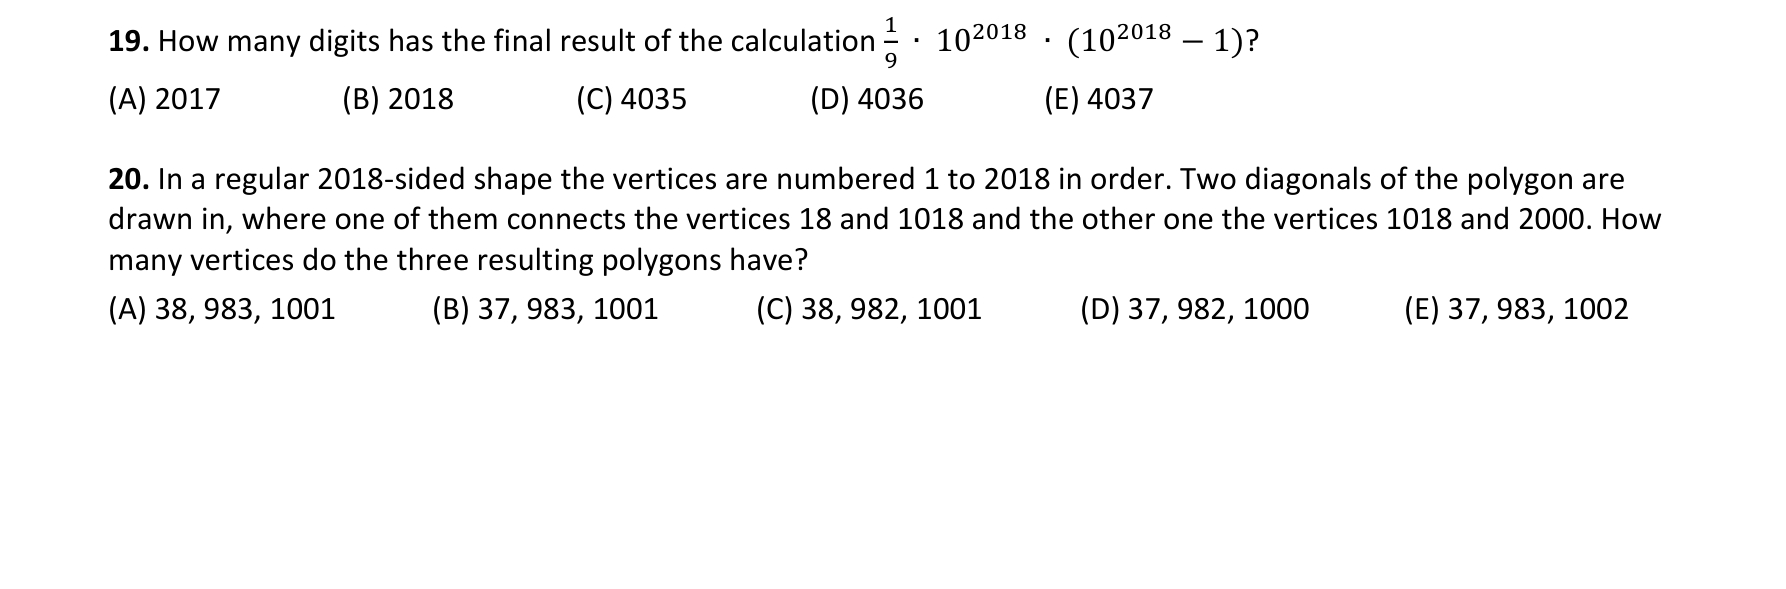 19. How many digits has the final result of the calculation 1/9 · 10^2018 · (10^2018 − 1)?
(A) 2017 (B) 2018 (C) 4035 (D) 4036 (E) 4037
20. In a regular 2018-sided shape the vertices are numbered 1 to 2018 in order. Two diagonals of the polygon are
drawn in, where one of them connects the vertices 18 and 1018 and the other one the vertices 1018 and 2000. How
many vertices do the three resulting polygons have?
(A) 38, 983, 1001 (B) 37, 983, 1001 (C) 38, 982, 1001 (D) 37, 982, 1000 (E) 37, 983, 1002